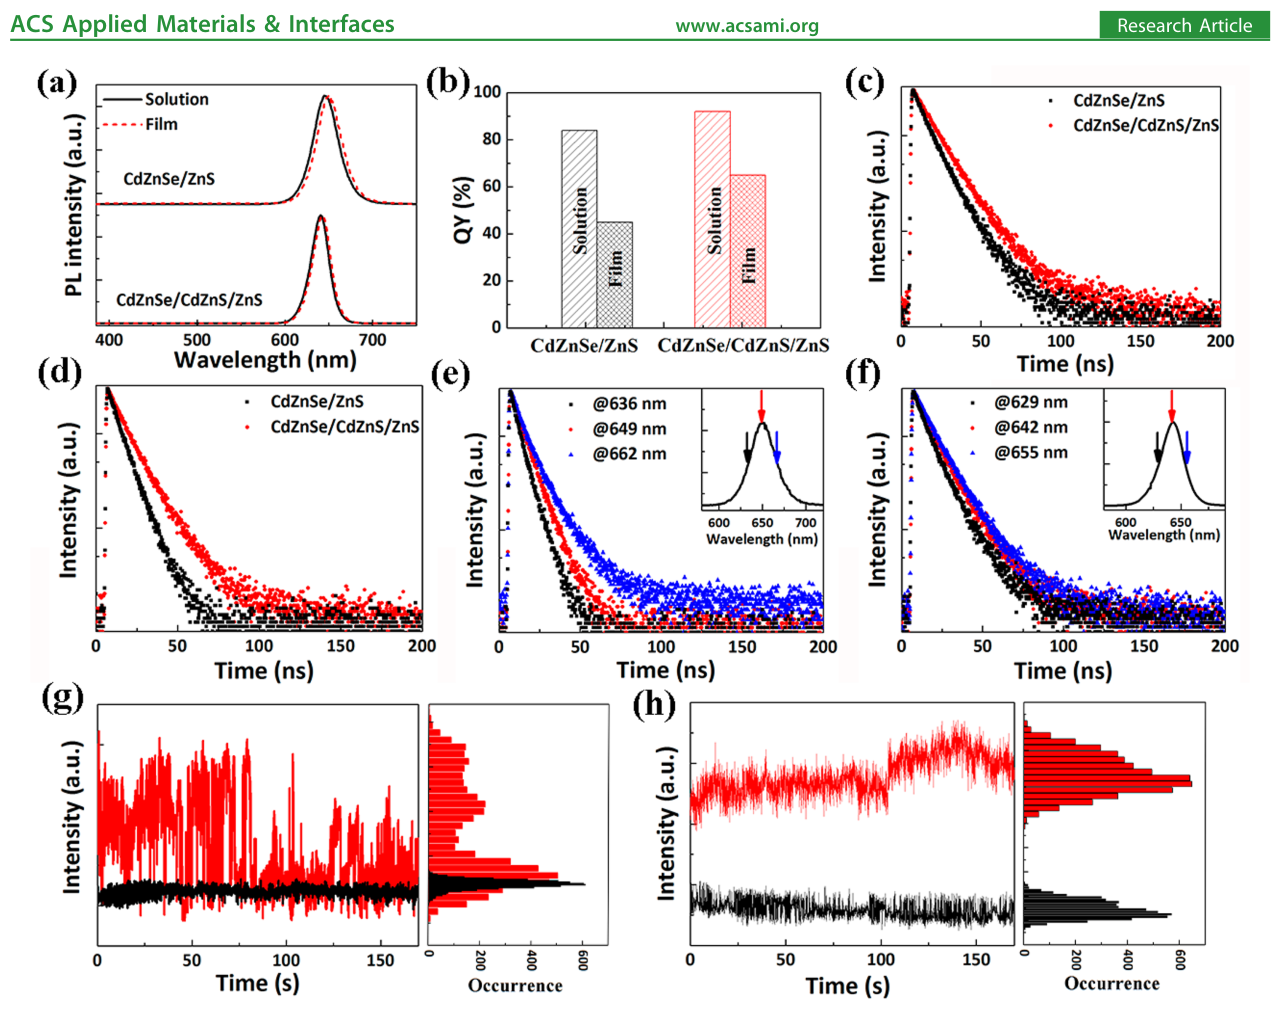 ACS Applied Materials & Interfaces www.acsami.org Research Article
(a)
Solution
Film
CdZnSe/ZnS
CdZnSe/CdZnS/ZnS
PL intensity (a.u.)
400 500 600 700
Wavelength (nm)
(b)
100
80
60
40
20
0
QY (%)
Solution
Film
Solution
Film
CdZnSe/ZnS CdZnSe/CdZnS/ZnS
(c)
CdZnSe/ZnS
CdZnSe/CdZnS/ZnS
Intensity (a.u.)
0 50 100 150 200
Time (ns)
(d)
CdZnSe/ZnS
CdZnSe/CdZnS/ZnS
Intensity (a.u.)
0 50 100 150 200
Time (ns)
(e)
@636 nm
@649 nm
@662 nm
600 650 700
Wavelength (nm)
Intensity (a.u.)
0 50 100 150 200
Time (ns)
(f)
@629 nm
@642 nm
@655 nm
600 650
Wavelength (nm)
Intensity (a.u.)
0 50 100 150 200
Time (ns)
(g)
Intensity (a.u.)
0 50 100 150
Time (s)
0 200 400 600
Occurrence
(h)
Intensity (a.u.)
0 50 100 150
Time (s)
0 200 400 600
Occurrence